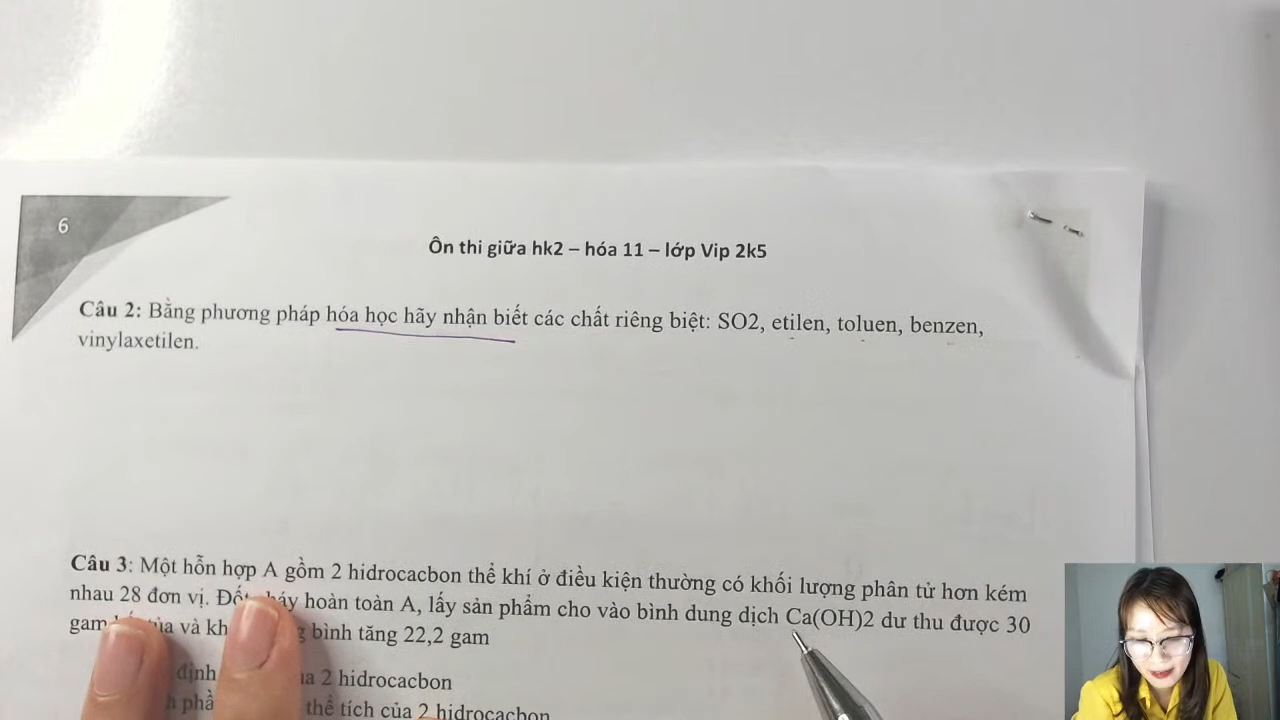 6
Ôn thi giữa hk2 – hóa 11 – lớp Vip 2k5
Câu 2: Bằng phương pháp hóa học hãy nhận biết các chất riêng biệt: SO2, etilen, toluen, benzen,
vinylaxetilen.
Câu 3: Một hỗn hợp A gồm 2 hidrocacbon thể khí ở điều kiện thường có khối lượng phân tử hơn kém
nhau 28 đơn vị. hoàn toàn A, lấy sản phẩm cho vào bình dung dịch Ca(OH)2 dư thu được 30
gam và bình tăng 22,2 gam
định 2 hidrocacbon
thể tích của 2 hidrocacbon